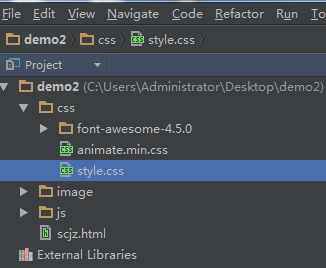 File Edit View Navigate Code Refactor Run To
demo2 css style.css
Project
demo2 (C:\Users\Administrator\Desktop\demo2)
css
font-awesome-4.5.0
animate.min.css
style.css
image
js
scjz.html
External Libraries